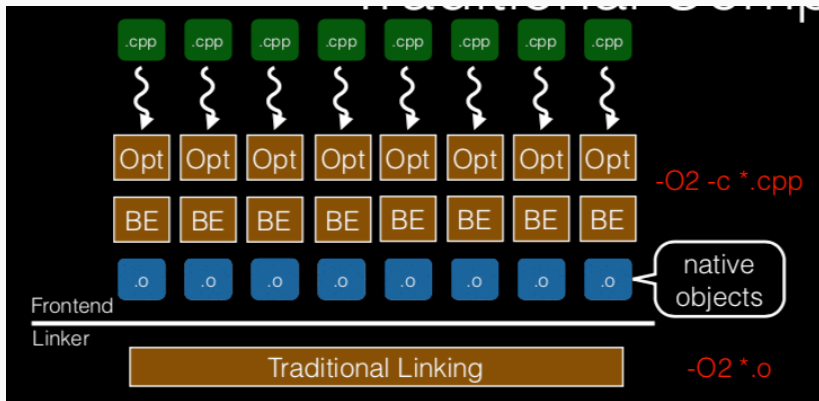 .cpp .cpp .cpp .cpp .cpp .cpp .cpp .cpp
Opt Opt Opt Opt Opt Opt Opt Opt
-O2 -c *.cpp
BE BE BE BE BE BE BE BE
.o .o .o .o .o .o .o .o
native
objects
Frontend
Linker
Traditional Linking
-O2 *.o